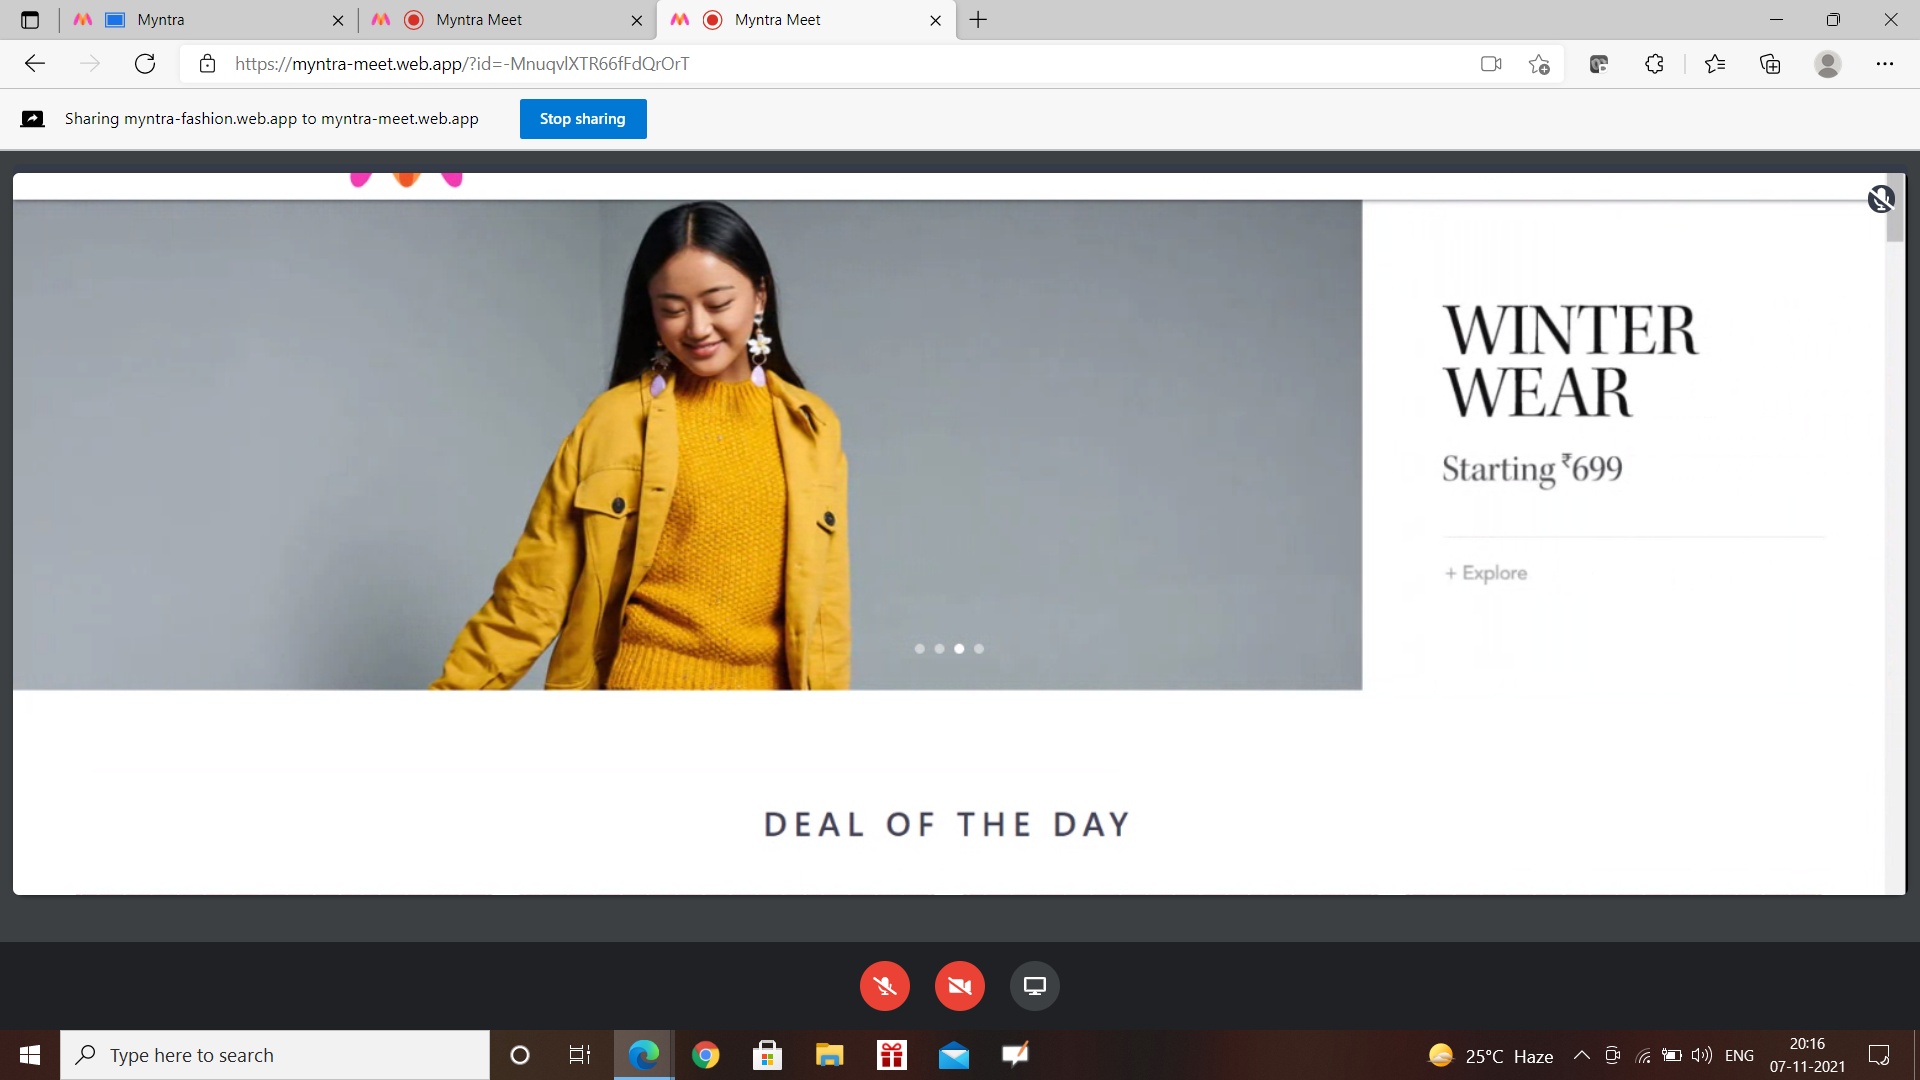 Myntra
Myntra Meet
Myntra Meet
https://myntra-meet.web.app/?id=-MnuqvlXTR66fFdQrOrT
Sharing myntra-fashion.web.app to myntra-meet.web.app
Stop sharing
WINTER
WEAR
Starting ₹699
+ Explore
DEAL OF THE DAY
Type here to search
25°C Haze
ENG
20:16
07-11-2021